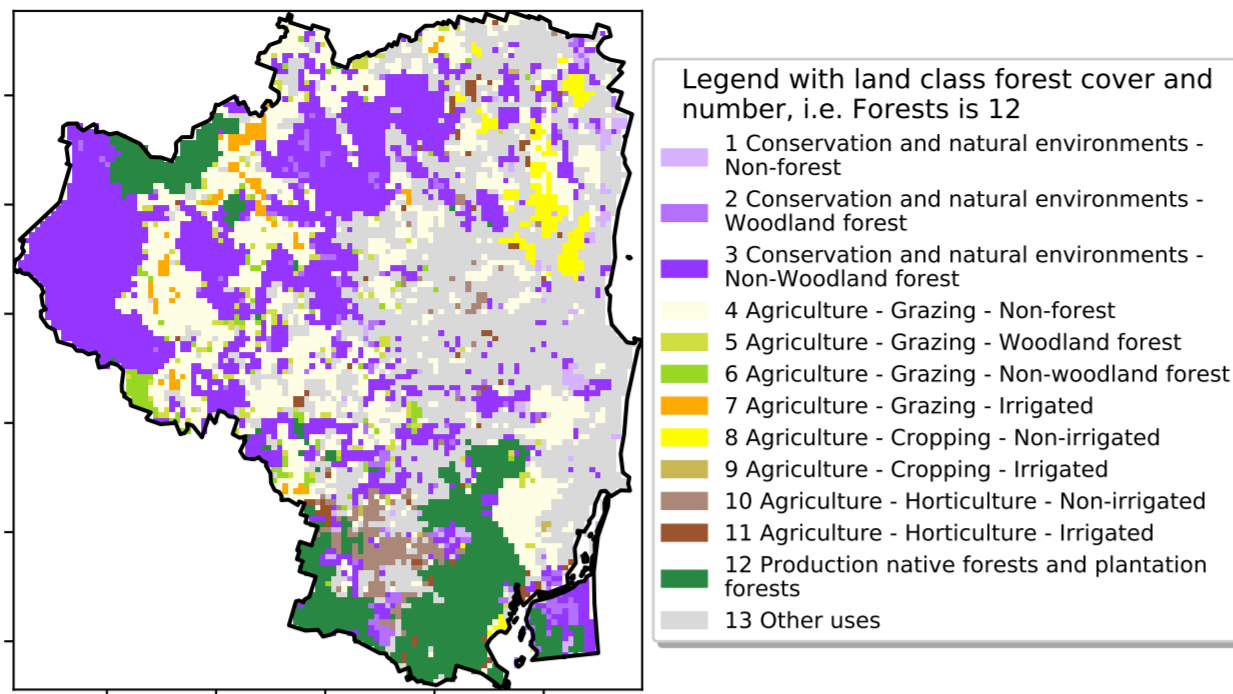 Legend with land class forest cover and
number, i.e. Forests is 12
1 Conservation and natural environments -
Non-forest
2 Conservation and natural environments -
Woodland forest
3 Conservation and natural environments -
Non-Woodland forest
4 Agriculture - Grazing - Non-forest
5 Agriculture - Grazing - Woodland forest
6 Agriculture - Grazing - Non-woodland forest
7 Agriculture - Grazing - Irrigated
8 Agriculture - Cropping - Non-irrigated
9 Agriculture - Cropping - Irrigated
10 Agriculture - Horticulture - Non-irrigated
11 Agriculture - Horticulture - Irrigated
12 Production native forests and plantation
forests
13 Other uses